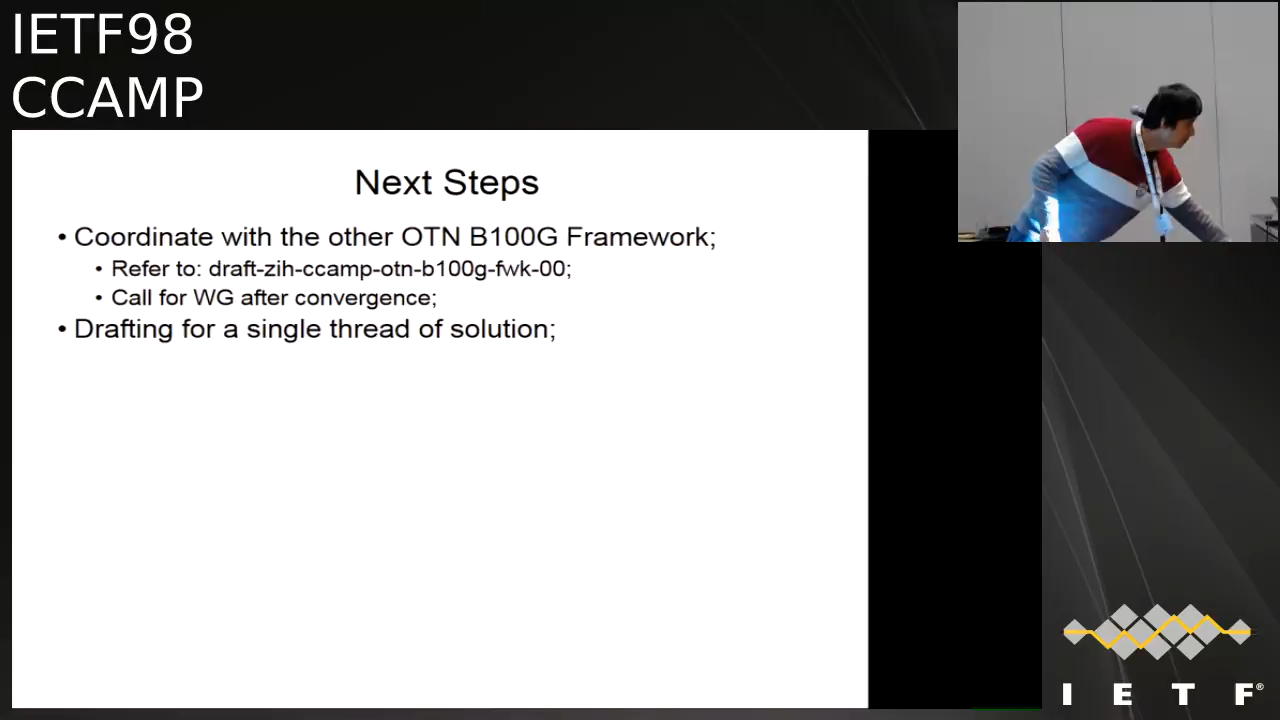 IETF98
CCAMP
Next Steps
• Coordinate with the other OTN B100G Framework;
• Refer to: draft-zih-ccamp-otn-b100g-fwk-00;
• Call for WG after convergence;
• Drafting for a single thread of solution;
I E T F®